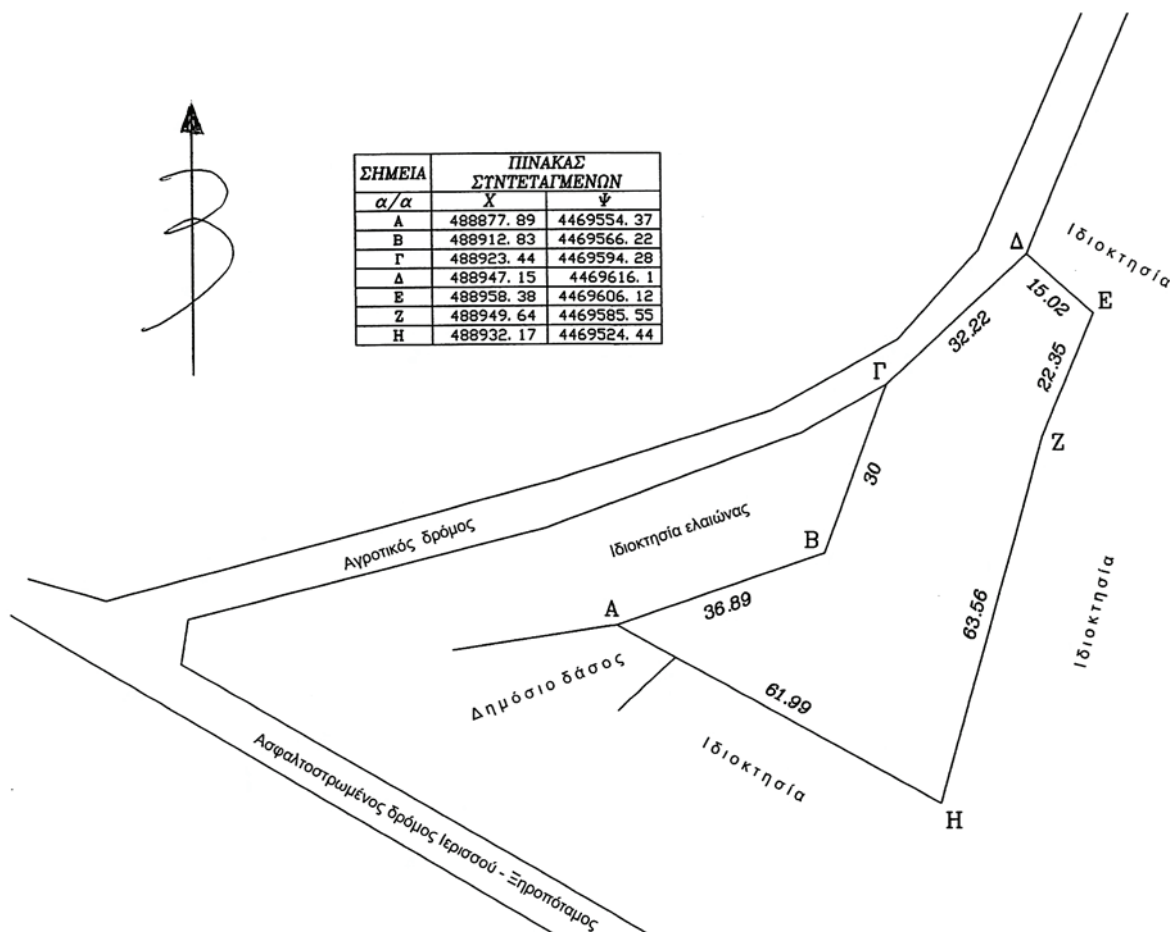 ΣΗΜΕΙΑ ΠΙΝΑΚΑΣ
ΣΥΝΤΕΤΑΓΜΕΝΩΝ
α/α Χ Ψ
Α 488877.89 4469554.37
Β 488912.83 4469566.22
Γ 488923.44 4469594.28
Δ 488947.15 4469616.1
Ε 488958.38 4469606.12
Ζ 488949.64 4469585.55
Η 488932.17 4469524.44
Δ
Ιδιοκτησία
15.02
Ε
32.22
22.35
Γ
Ζ
30
Ιδιοκτησία ελαιώνας
Β
Αγροτικός δρόμος
Α
36.89
63.56
Ιδιοκτησία
Δημόσιο δάσος
61.99
Ιδιοκτησία
Η
Ασφαλτοστρωμένος δρόμος Ιερισσού - Ξηροπόταμος